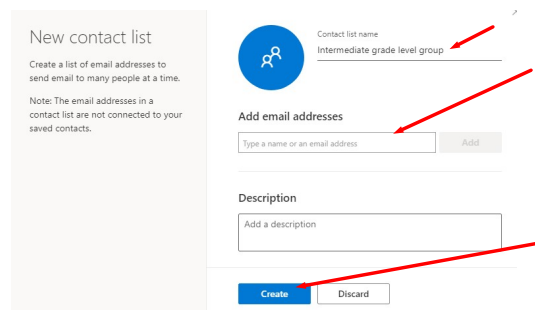 New contact list
Create a list of email addresses to
send email to many people at a time.
Note: The email addresses in a
contact list are not connected to your
saved contacts.
Contact list name
Intermediate grade level group
Add email addresses
Type a name or an email address
Add
Description
Add a description
Create
Discard